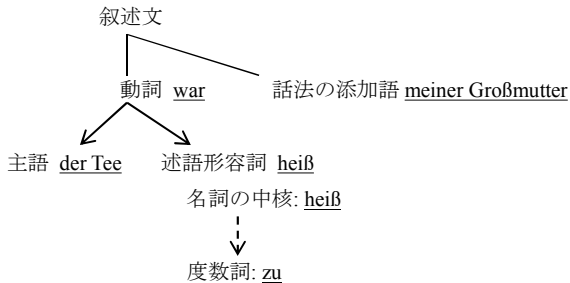 叙述文
動詞 war 話法の添加語 meiner Großmutter
主語 der Tee 述語形容詞 heiß
名詞の中核: heiß
度数詞: zu